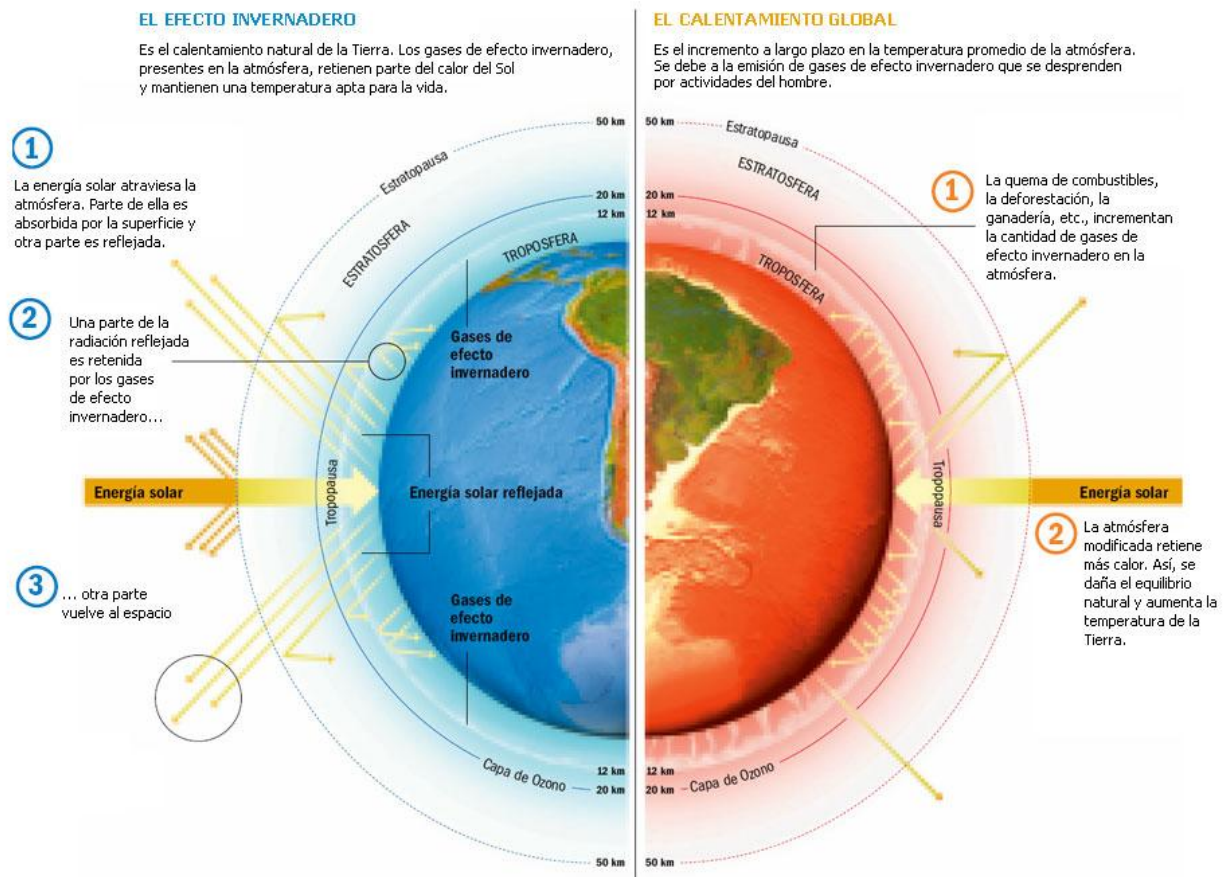 EL EFECTO INVERNADERO
Es el calentamiento natural de la Tierra. Los gases de efecto invernadero,
presentes en la atmósfera, retienen parte del calor del Sol
y mantienen una temperatura apta para la vida.
1
La energía solar atraviesa la
atmósfera. Parte de ella es
absorbida por la superficie y
otra parte es reflejada.
2
Una parte de la
radiación reflejada
es retenida
por los gases
de efecto
invernadero...
Energía solar
3
... otra parte
vuelve al espacio
50 km
Estratopausa
ESTRATOSFERA
20 km
12 km
TROPOSFERA
Gases de
efecto
invernadero
Tropopausa
Energía solar reflejada
Gases de
efecto
invernadero
Capa de Ozono
12 km
20 km
50 km
EL CALENTAMIENTO GLOBAL
Es el incremento a largo plazo en la temperatura promedio de la atmósfera.
Se debe a la emisión de gases de efecto invernadero que se desprenden
por actividades del hombre.
50 km
Estratopausa
ESTRATOSFERA
20 km
12 km
TROPOSFERA
1
La quema de combustibles,
la deforestación, la
ganadería, etc., incrementan
la cantidad de gases de
efecto invernadero en la
atmósfera.
Tropopausa
Energía solar
2
La atmósfera
modificada retiene
más calor. Así, se
daña el equilibrio
natural y aumenta la
temperatura de la
Tierra.
12 km
20 km
Capa de Ozono
50 km